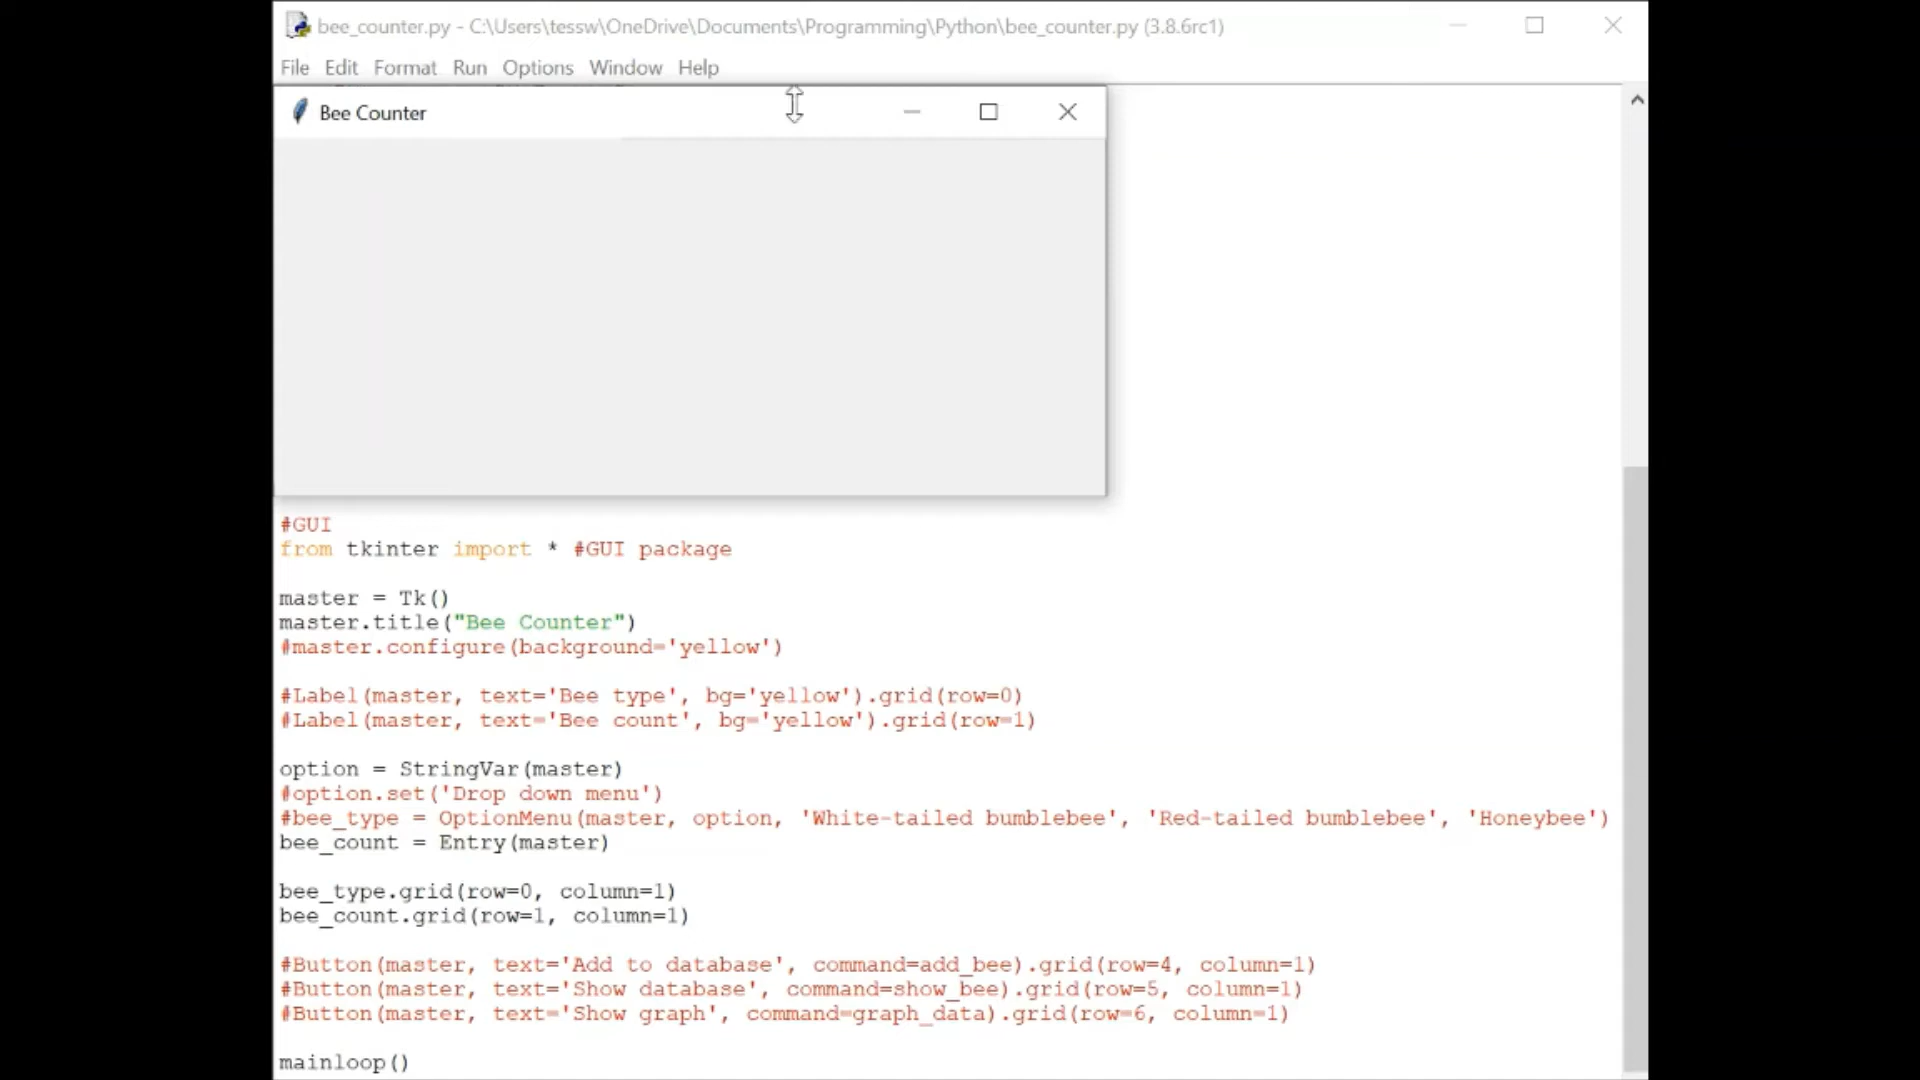 bee_counter.py - C:\Users\tessw\OneDrive\Documents\Programming\Python\bee_counter.py (3.8.6rc1)
File Edit Format Run Options Window Help
Bee Counter
#GUI
from tkinter import * #GUI package
master = Tk()
master.title("Bee Counter")
#master.configure(background='yellow')
#Label(master, text='Bee type', bg='yellow').grid(row=0)
#Label(master, text='Bee count', bg='yellow').grid(row=1)
option = StringVar(master)
#option.set('Drop down menu')
#bee_type = OptionMenu(master, option, 'White-tailed bumblebee', 'Red-tailed bumblebee', 'Honeybee')
bee_count = Entry(master)
bee_type.grid(row=0, column=1)
bee_count.grid(row=1, column=1)
#Button(master, text='Add to database', command=add_bee).grid(row=4, column=1)
#Button(master, text='Show database', command=show_bee).grid(row=5, column=1)
#Button(master, text='Show graph', command=graph_data).grid(row=6, column=1)
mainloop()